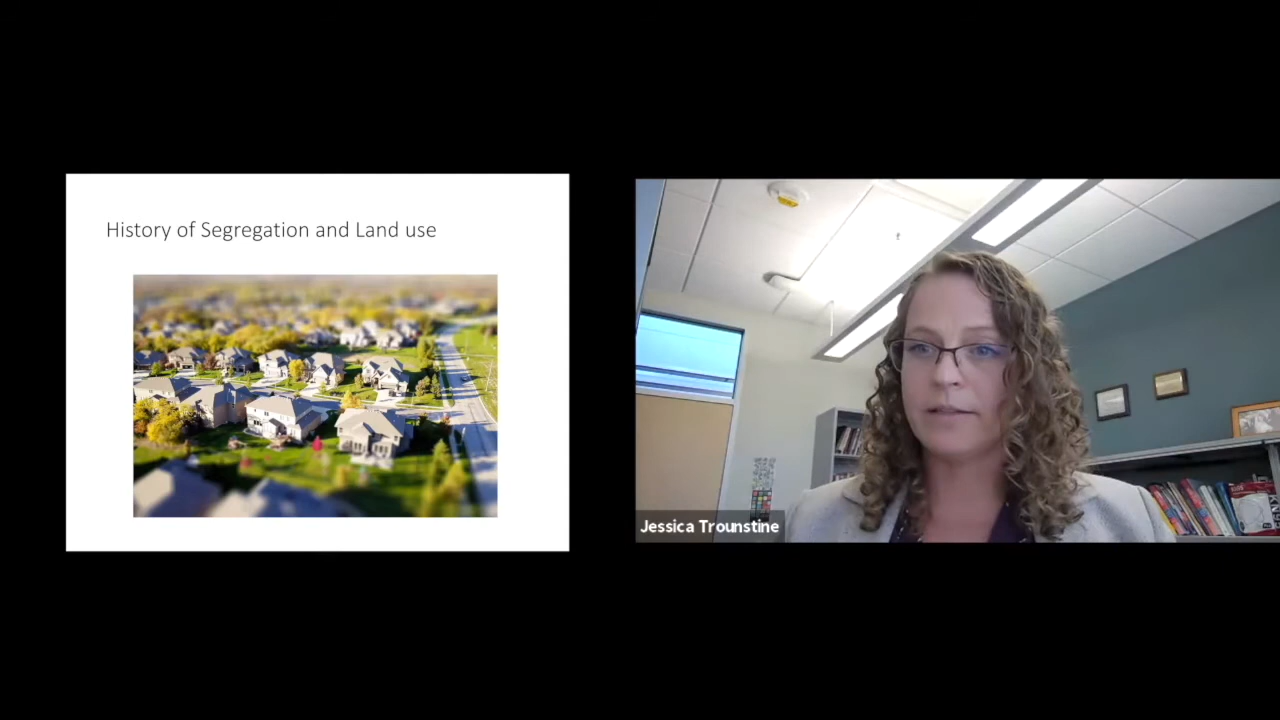 History of Segregation and Land use
Jessica Trounstine